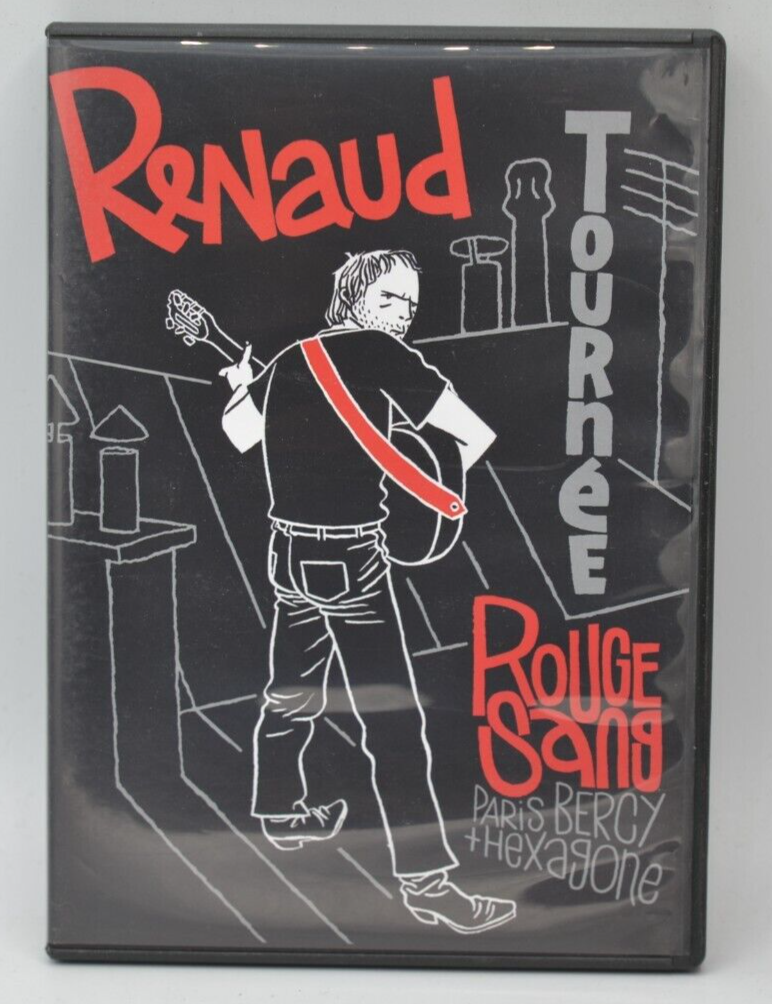 ReNaud
TOURnéE
ROUGE
Sang
PARiS BERCY
+Hexagone